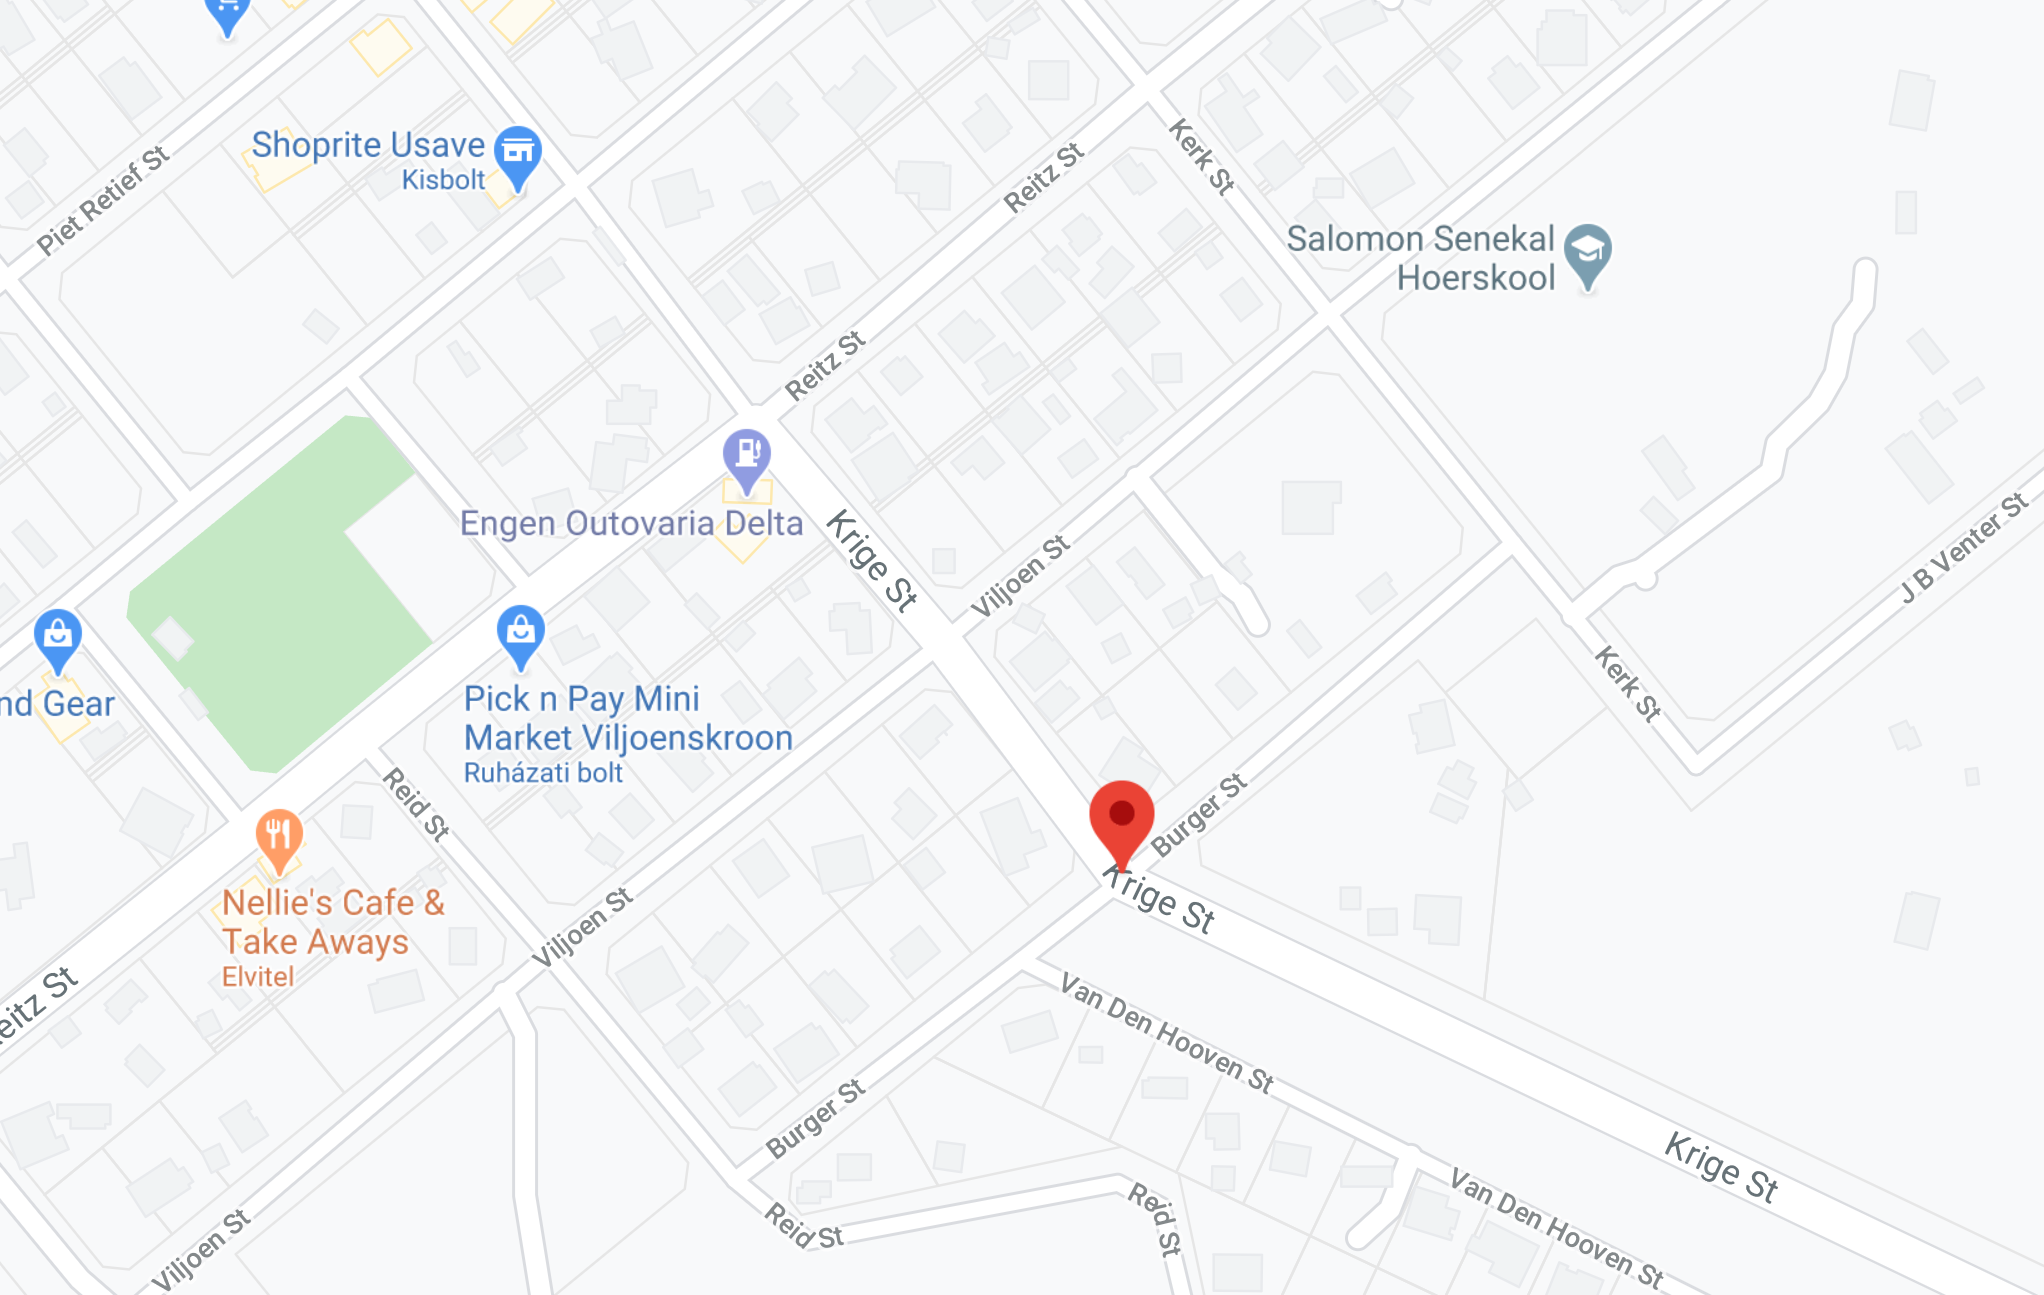 Piet Retief St
Shoprite Usave
Kisbolt
Reitz St
Kerk St
Salomon Senekal
Hoerskool
Reitz St
Engen Outovaria Delta
Krige St
Viljoen St
J B Venter St
nd Gear
Pick n Pay Mini
Market Viljoenskroon
Ruházati bolt
Kerk St
Reid St
Burger St
Nellie's Cafe &
Take Aways
Elvitel
Krige St
Viljoen St
eitz St
Van Den Hooven St
Burger St
Krige St
Reid St
Reid St
Van Den Hooven St
Viljoen St